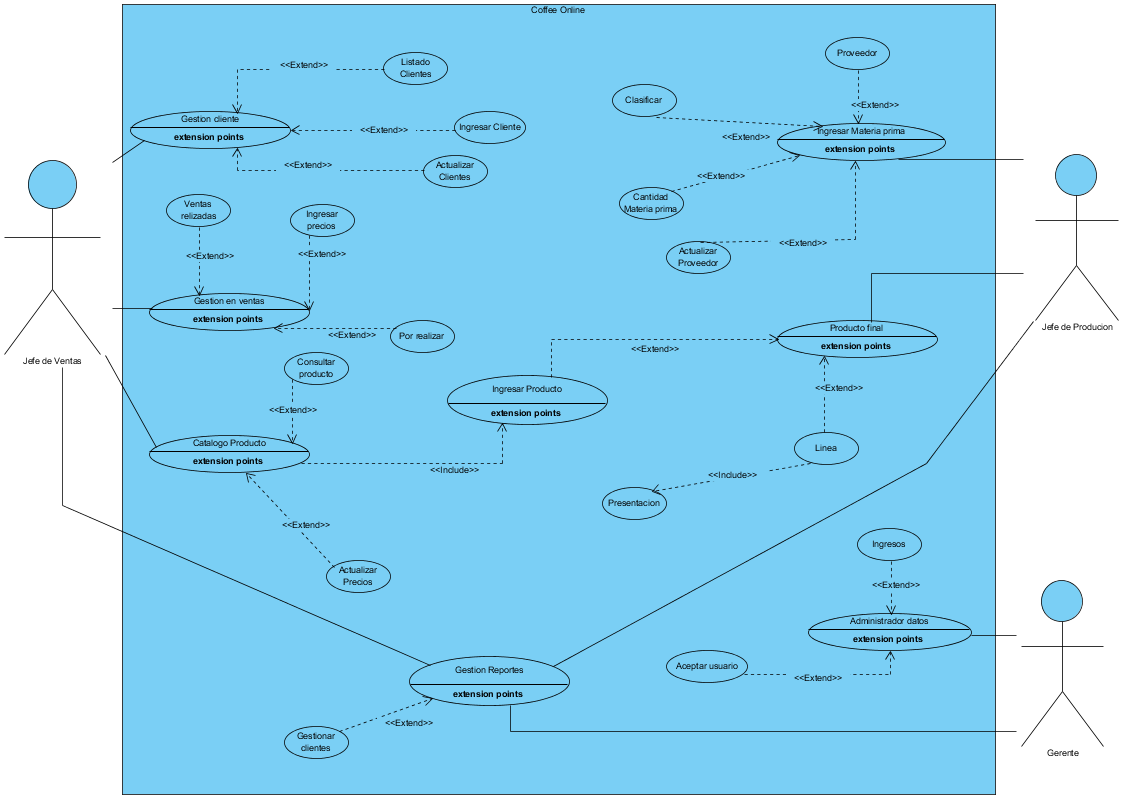 Coffee Online
<<Extend>>
Listado
Clientes
Gestion cliente
extension points
<<Extend>>
Ingresar Cliente
<<Extend>>
Actualizar
Clientes
Proveedor
<<Extend>>
Clasificar
<<Extend>>
Ingresar Materia prima
extension points
<<Extend>>
Cantidad
Materia prima
Actualizar
Proveedor
<<Extend>>
Ventas
relizadas
Ingresar
precios
<<Extend>>
<<Extend>>
Gestion en ventas
extension points
<<Extend>>
Por realizar
Jefe de Ventas
Jefe de Producion
Producto final
extension points
<<Extend>>
Consultar
producto
<<Extend>>
Ingresar Producto
extension points
<<Extend>>
Catalogo Producto
extension points
<<Include>>
Linea
<<Include>>
Presentacion
<<Extend>>
Actualizar
Precios
Ingresos
<<Extend>>
Administrador datos
extension points
Aceptar usuario
<<Extend>>
Gestion Reportes
extension points
<<Extend>>
Gestionar
clientes
Gerente